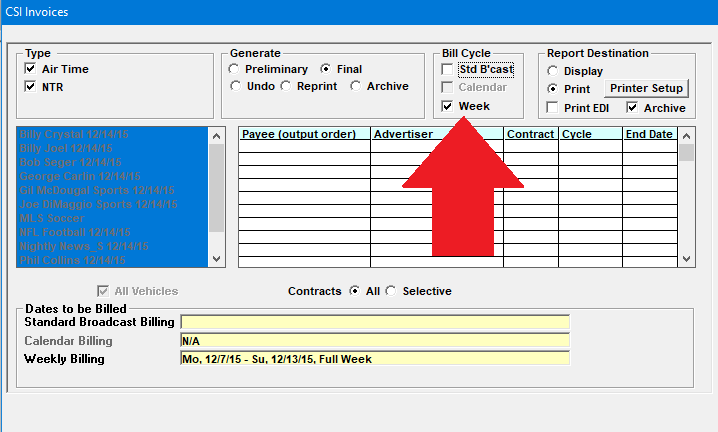 CSI Invoices
Type
Air Time
NTR
Generate
Preliminary Final
Undo Reprint Archive
Bill Cycle
Std B'cast
Calendar
Week
Report Destination
Display
Print Printer Setup
Print EDI Archive
Billy Crystal 12/14/15
Billy Joel 12/14/15
Bob Seger 12/14/15
George Carlin 12/14/15
Gil McDougal Sports 12/14/15
Joe DiMaggio Sports 12/14/15
MLS Soccer
NFL Football 12/14/15
Nightly News_S 12/14/15
Phil Collins 12/14/15
Payee (output order) Advertiser Contract Cycle End Date
All Vehicles
Contracts All Selective
Dates to be Billed
Standard Broadcast Billing
Calendar Billing N/A
Weekly Billing Mo, 12/7/15 - Su, 12/13/15, Full Week